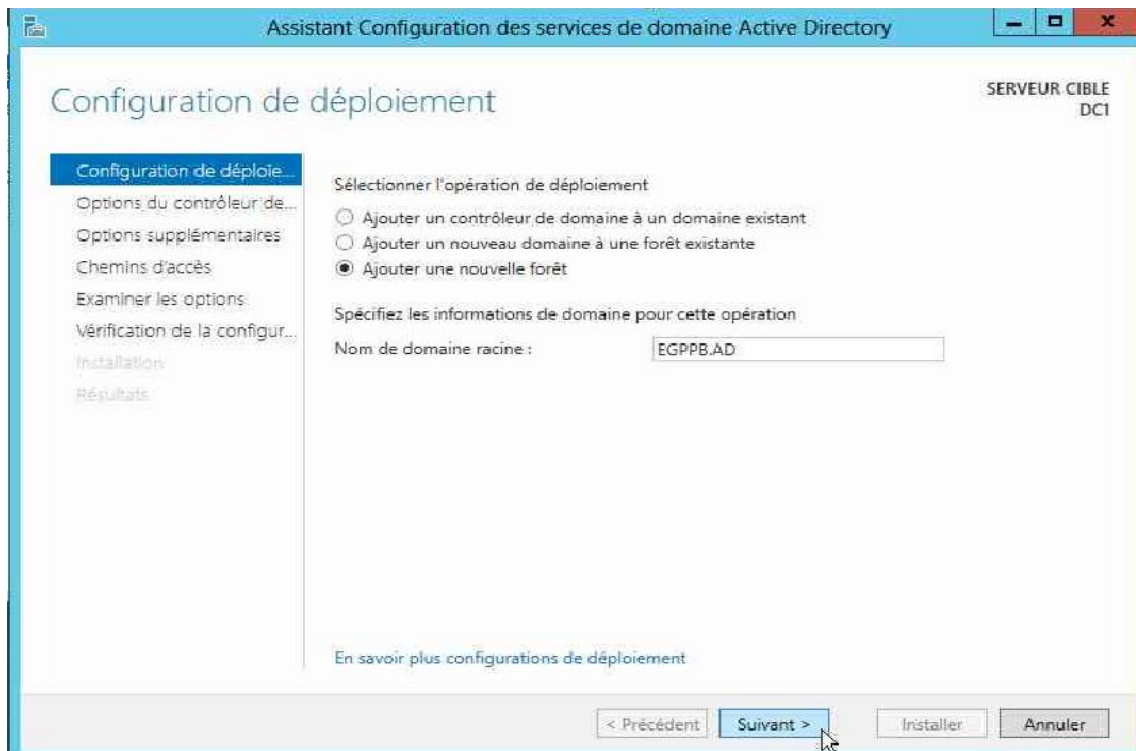 Assistant Configuration des services de domaine Active Directory
Configuration de déploiement
SERVEUR CIBLE
DC1
Configuration de déploie...
Options du contrôleur de...
Options supplémentaires
Chemins d'accès
Examiner les options
Vérification de la configur...
Installation
Résultats
Sélectionner l'opération de déploiement
Ajouter un contrôleur de domaine à un domaine existant
Ajouter un nouveau domaine à une forêt existante
Ajouter une nouvelle forêt
Spécifiez les informations de domaine pour cette opération
Nom de domaine racine : EGPPB.AD
En savoir plus configurations de déploiement
< Précédent Suivant > Installer Annuler